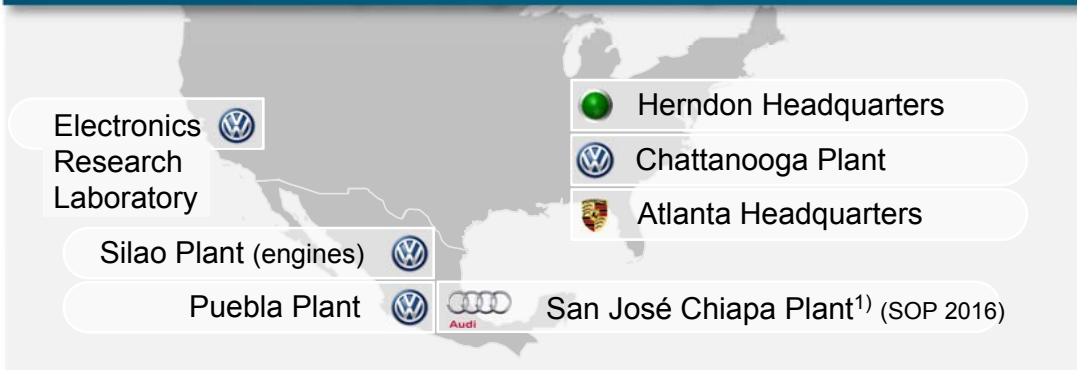 Electronics
Research
Laboratory
Herndon Headquarters
Chattanooga Plant
Atlanta Headquarters
Silao Plant (engines)
Puebla Plant
Audi
San José Chiapa Plant1) (SOP 2016)